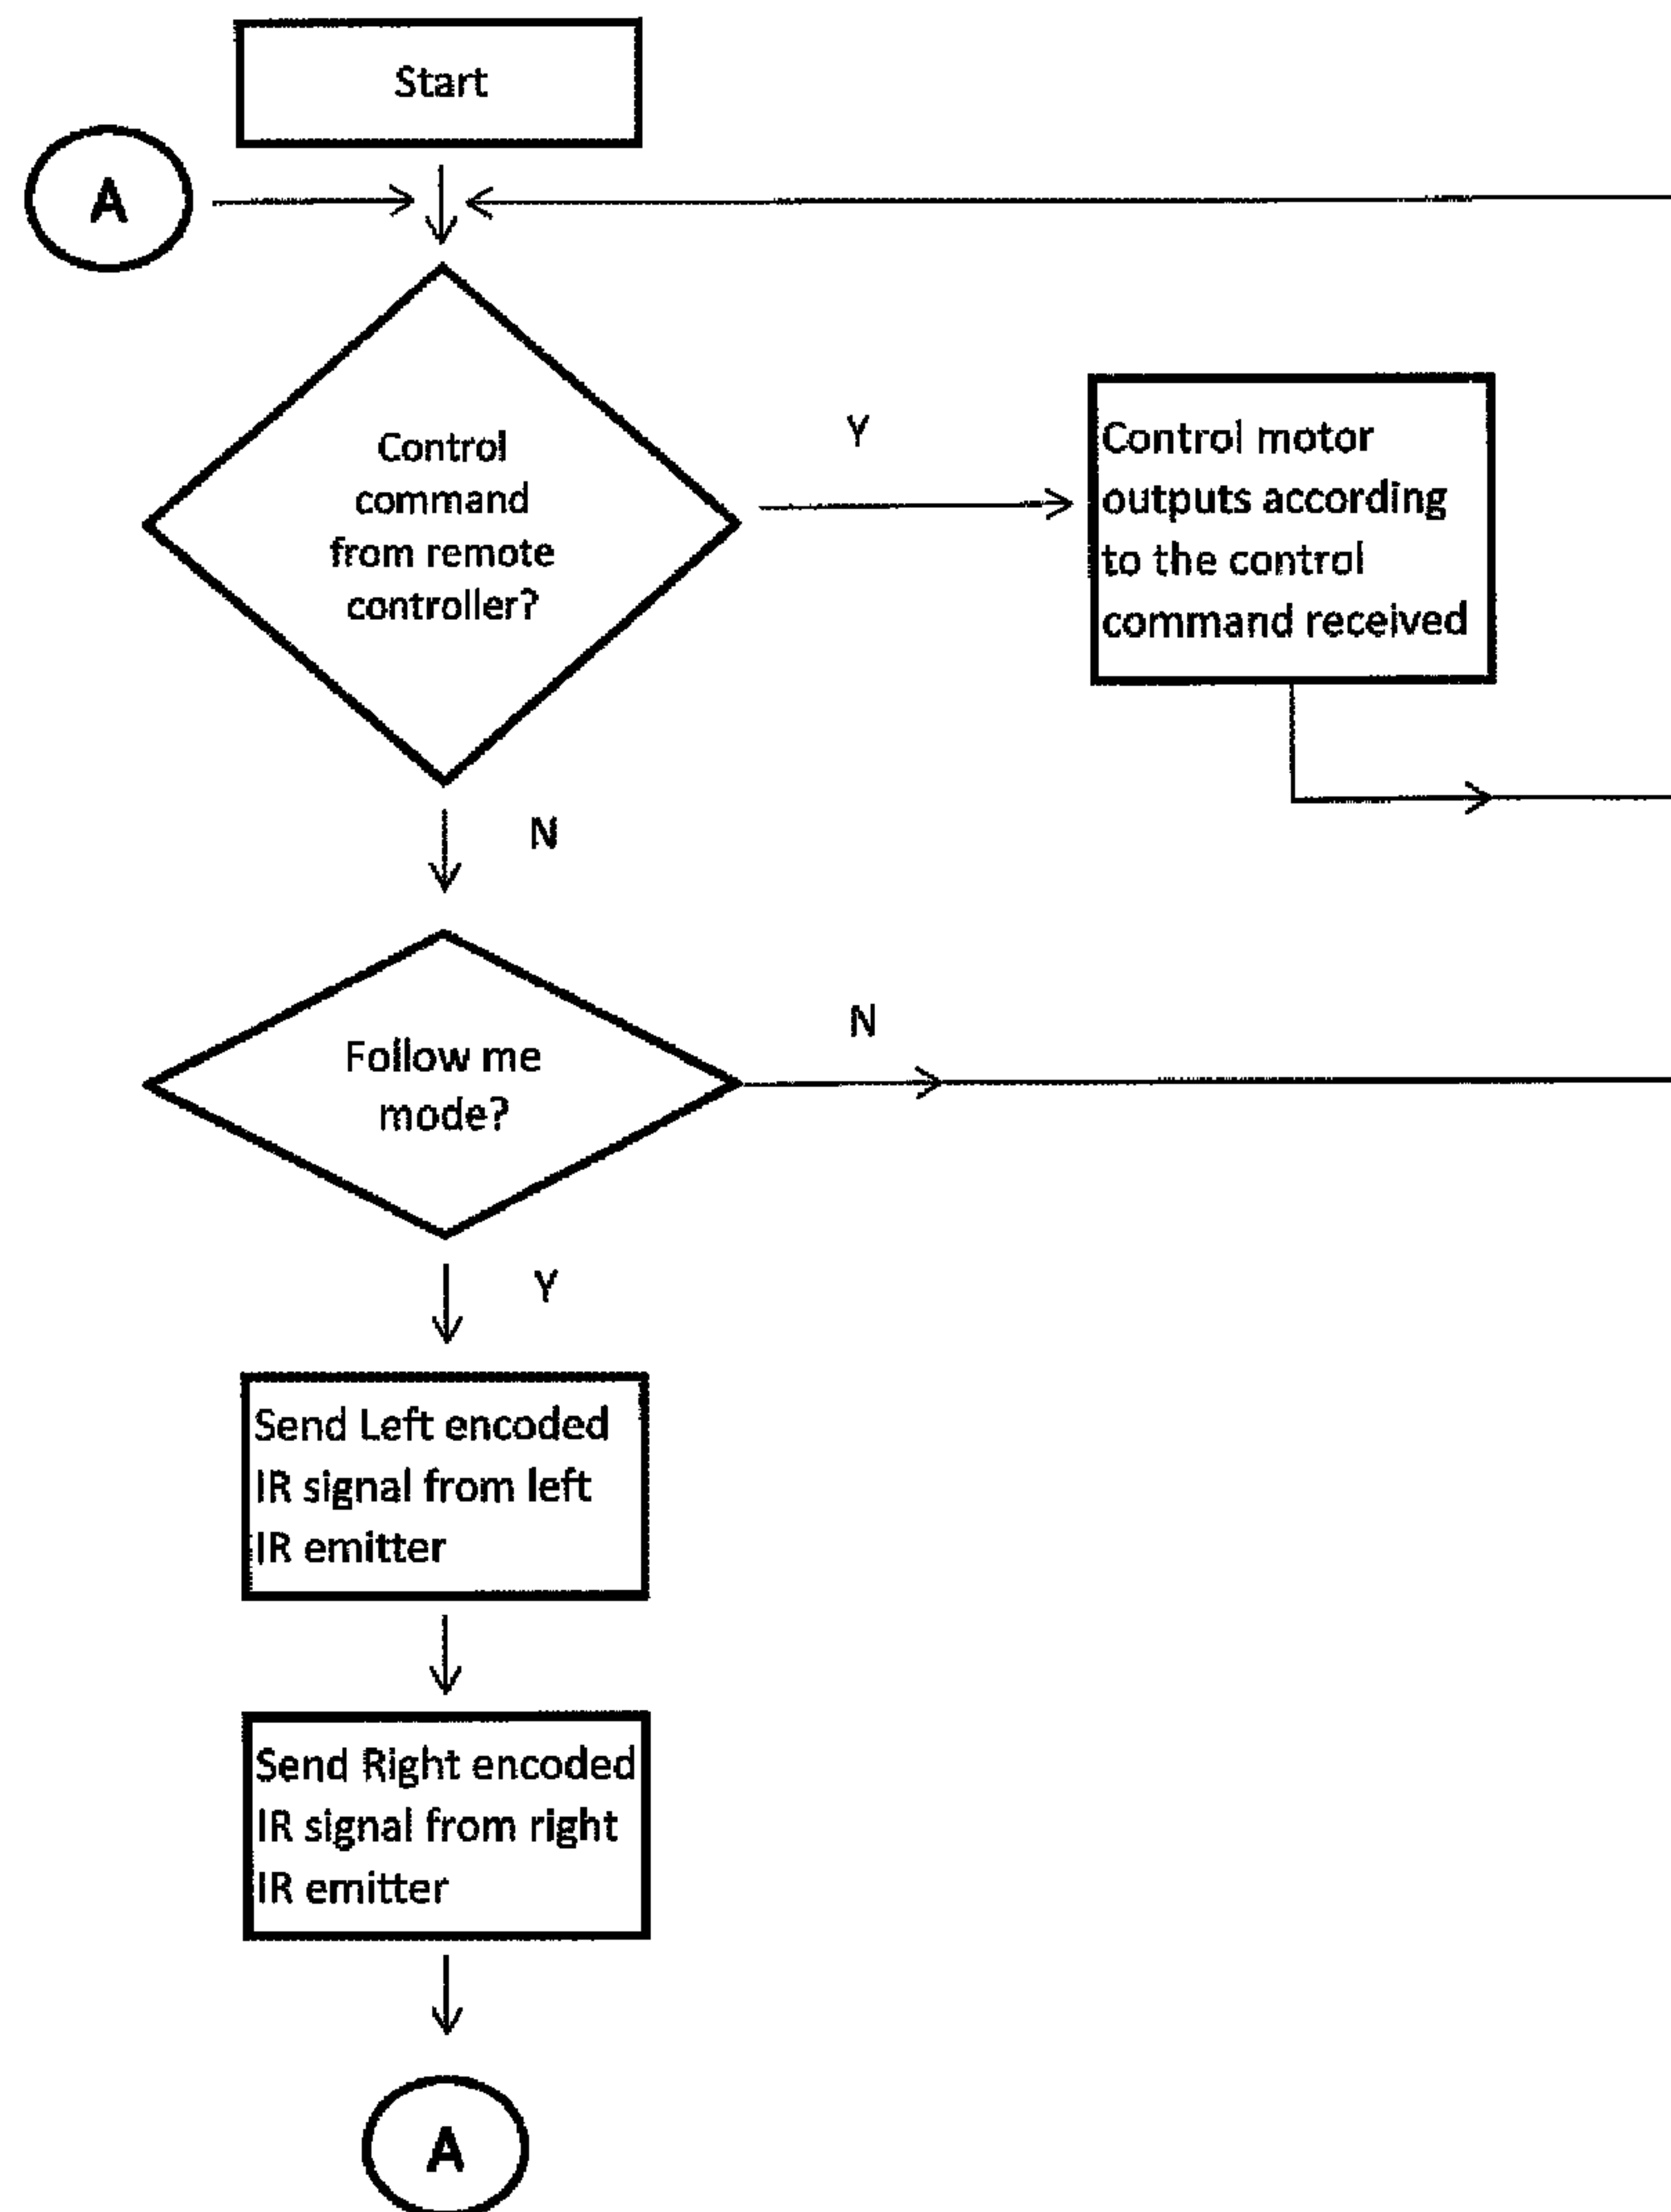 Start
A
Control
command
from remote
controller?
Y
Control motor
outputs according
to the control
command received
N
Follow me
mode?
N
Y
Send Left encoded
IR signal from left
IR emitter
Send Right encoded
IR signal from right
IR emitter
A